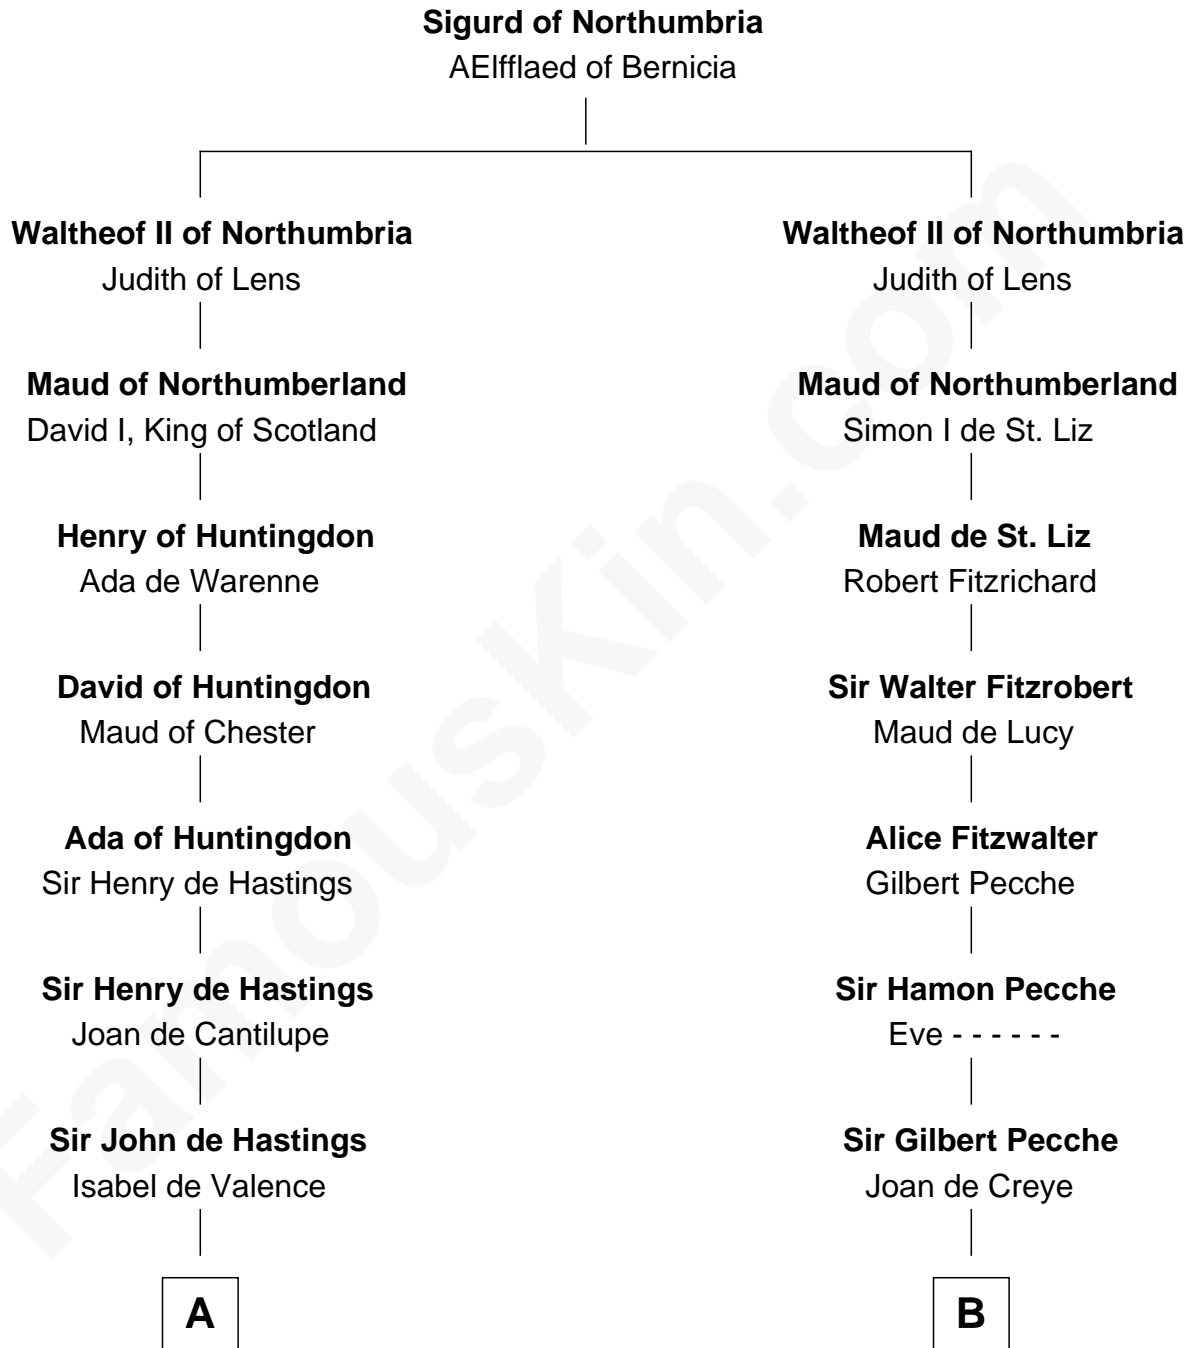 Sigurd of Northumbria
AElfflaed of Bernicia
Waltheof II of Northumbria
Judith of Lens
Waltheof II of Northumbria
Judith of Lens
Maud of Northumberland
David I, King of Scotland
Maud of Northumberland
Simon I de St. Liz
Henry of Huntingdon
Ada de Warenne
Maud de St. Liz
Robert Fitzrichard
David of Huntingdon
Maud of Chester
Sir Walter Fitzrobert
Maud de Lucy
Ada of Huntingdon
Sir Henry de Hastings
Alice Fitzwalter
Gilbert Pecche
Sir Henry de Hastings
Joan de Cantilupe
Sir Hamon Pecche
Eve - - - - - -
Sir John de Hastings
Isabel de Valence
Sir Gilbert Pecche
Joan de Creye
A
B
FamousKin.com